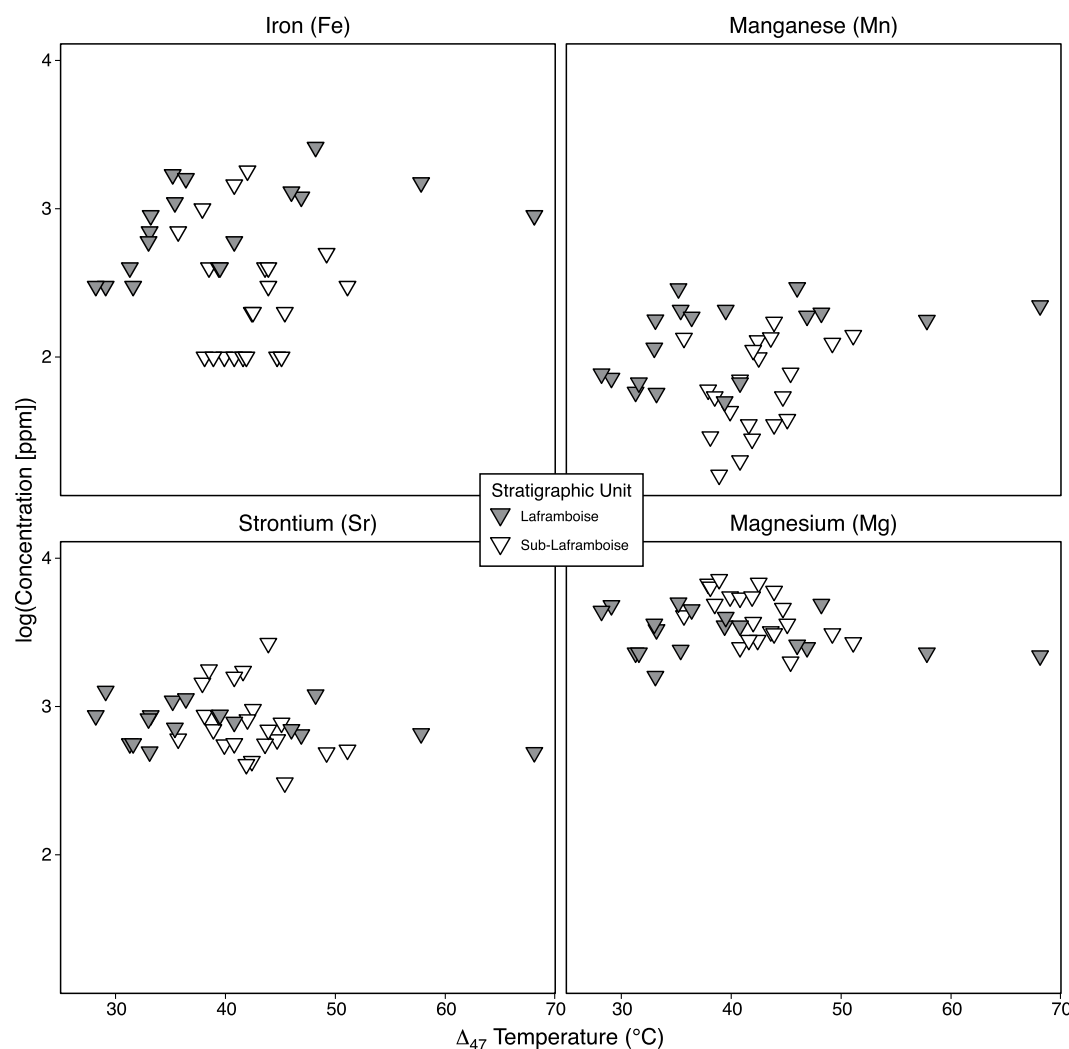 Iron (Fe)
Manganese (Mn)
4
3
2
log(Concentration [ppm])
Stratigraphic Unit
Laframboise
Sub-Laframboise
Strontium (Sr)
Magnesium (Mg)
4
3
2
30 40 50 60 70
30 40 50 60 70
Δ47 Temperature (°C)